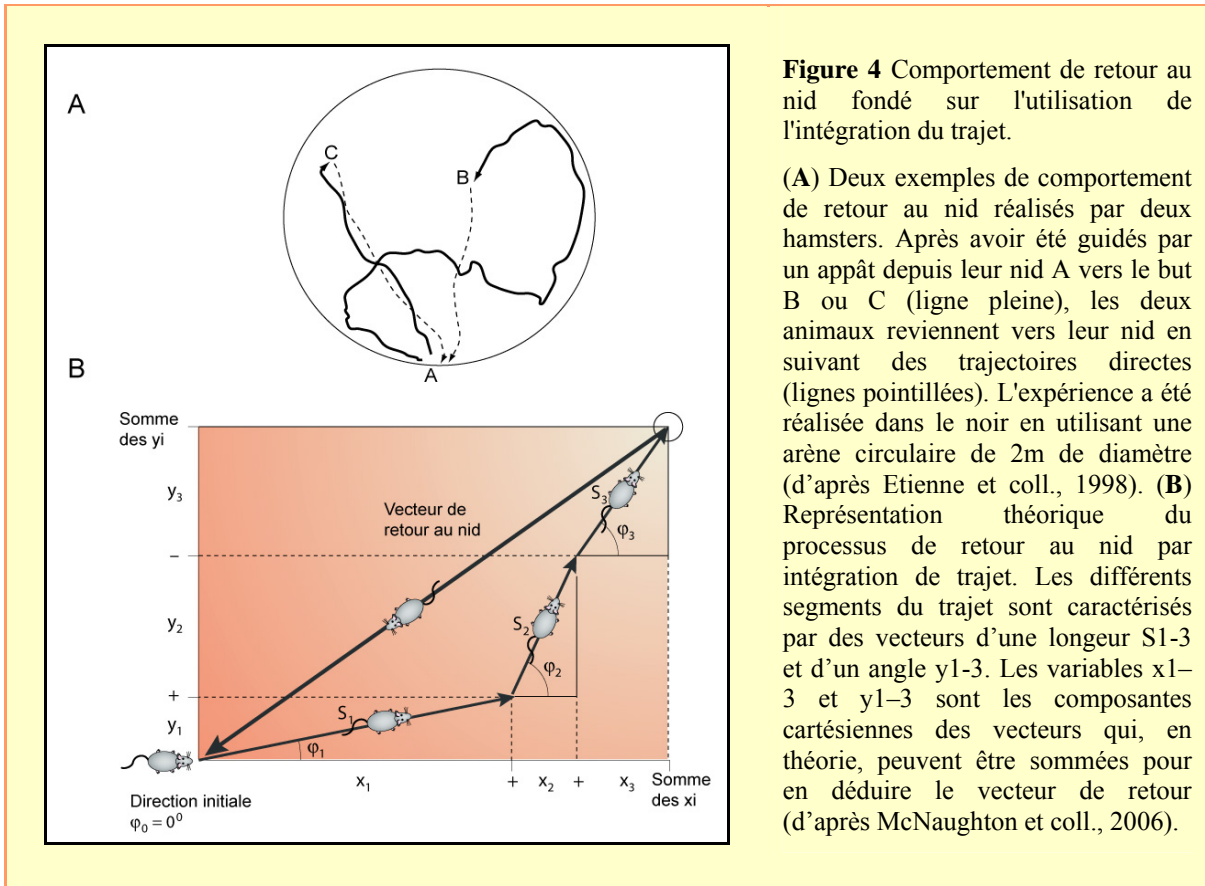 A
C
B
A
B
Somme
des yi
y₃
–
y₂
+
y₁
Vecteur de
retour au nid
S₃
φ₃
S₂
φ₂
S₁
φ₁
x₁
+
x₂
+
x₃
Somme
des xi
Direction initiale
φ₀ = 0⁰
Figure 4 Comportement de retour au
nid fondé sur l'utilisation de
l'intégration du trajet.
(A) Deux exemples de comportement
de retour au nid réalisés par deux
hamsters. Après avoir été guidés par
un appât depuis leur nid A vers le but
B ou C (ligne pleine), les deux
animaux reviennent vers leur nid en
suivant des trajectoires directes
(lignes pointillées). L'expérience a été
réalisée dans le noir en utilisant une
arène circulaire de 2m de diamètre
(d’après Etienne et coll., 1998). (B)
Représentation théorique du
processus de retour au nid par
intégration de trajet. Les différents
segments du trajet sont caractérisés
par des vecteurs d’une longeur S1-3
et d’un angle y1-3. Les variables x1–
3 et y1–3 sont les composantes
cartésiennes des vecteurs qui, en
théorie, peuvent être sommées pour
en déduire le vecteur de retour
(d’après McNaughton et coll., 2006).